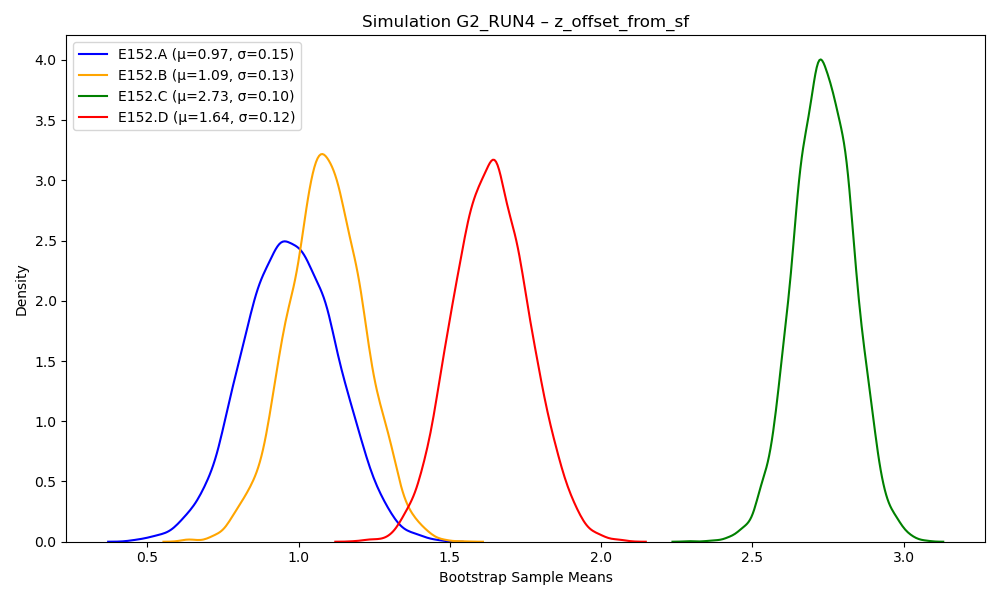 Simulation G2_RUN4 – z_offset_from_sf
E152.A (μ=0.97, σ=0.15)
E152.B (μ=1.09, σ=0.13)
E152.C (μ=2.73, σ=0.10)
E152.D (μ=1.64, σ=0.12)
Density
4.0
3.5
3.0
2.5
2.0
1.5
1.0
0.5
0.0
0.5 1.0 1.5 2.0 2.5 3.0
Bootstrap Sample Means